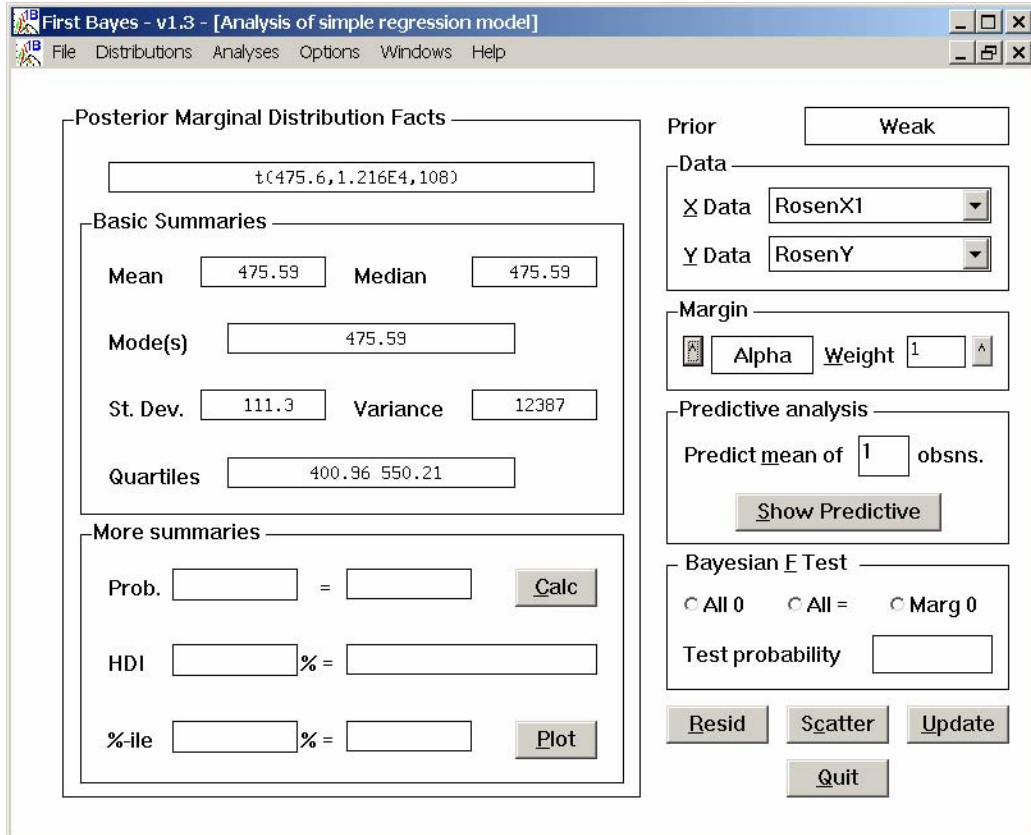 First Bayes - v1.3 - [Analysis of simple regression model]
File Distributions Analyses Options Windows Help
Posterior Marginal Distribution Facts
t(475.6,1.216E4,108)
Basic Summaries
Mean 475.59 Median 475.59
Mode(s) 475.59
St. Dev. 111.3 Variance 12387
Quartiles 400.96 550.21
More summaries
Prob. = Calc
HDI % =
%-ile % = Plot
Prior Weak
Data
X Data RosenX1
Y Data RosenY
Margin
^ Alpha Weight 1 ^
Predictive analysis
Predict mean of 1 obsns.
Show Predictive
Bayesian F Test
All 0 All = Marg 0
Test probability
Resid Scatter Update
Quit